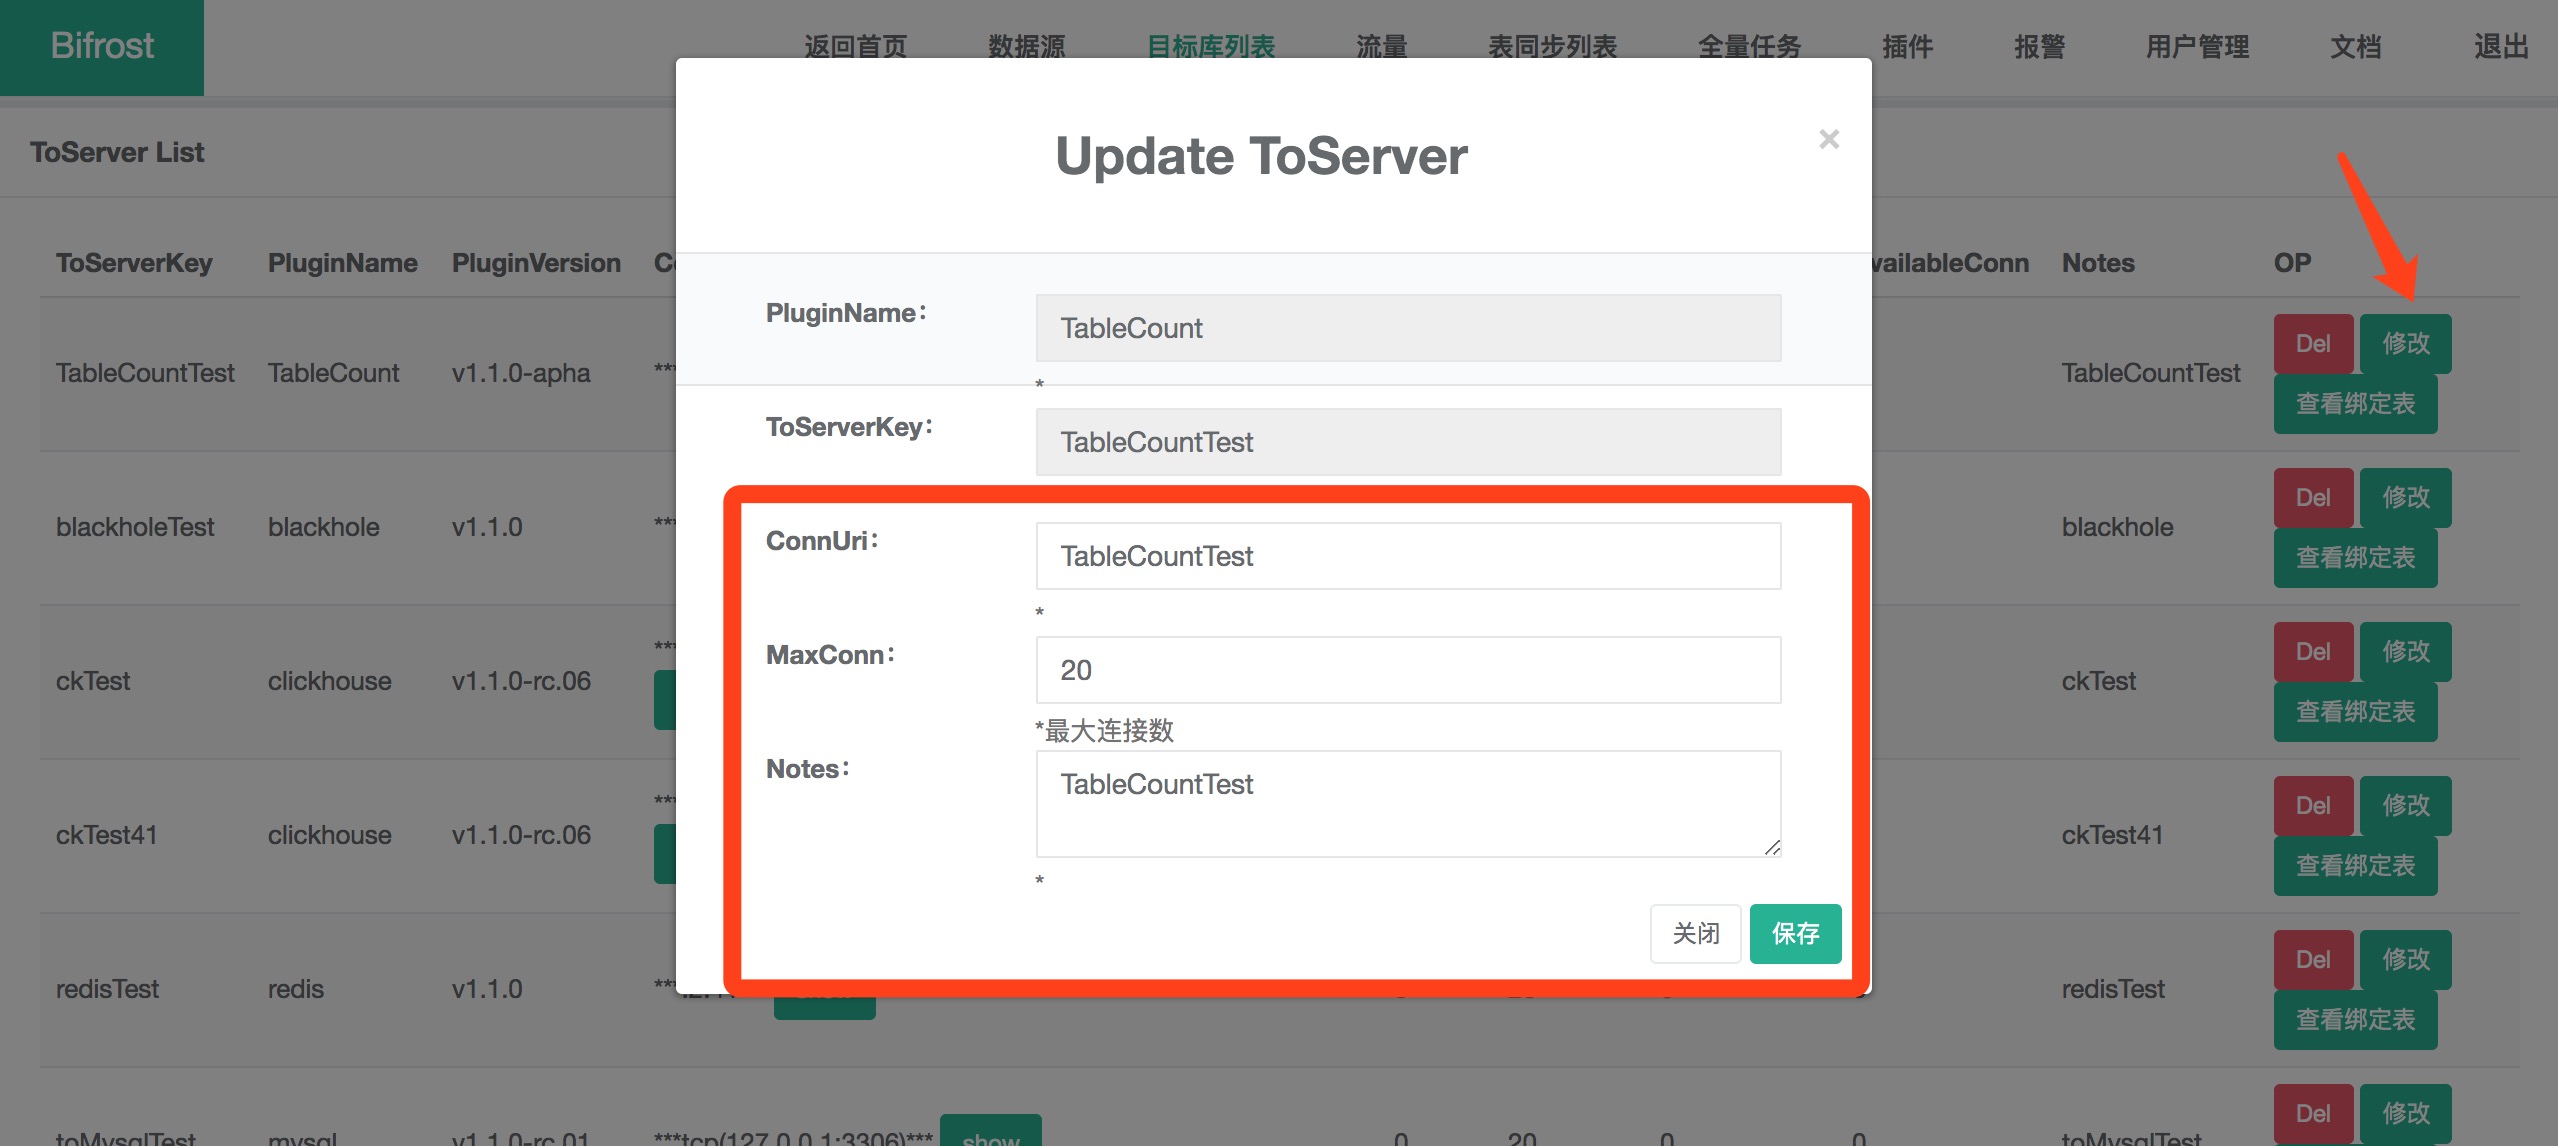 Bifrost
返回首页 数据源 目标库列表 流量 表同步列表 全量任务 插件 报警 用户管理 文档 退出
ToServer List
Update ToServer ×
ToServerKey PluginName PluginVersion vailableConn Notes OP
PluginName：
TableCount
*
ToServerKey：
TableCountTest
ConnUri：
TableCountTest
*
MaxConn：
20
*最大连接数
Notes：
TableCountTest
*
关闭 保存
TableCountTest TableCount v1.1.0-apha *** TableCountTest Del 修改
查看绑定表
blackholeTest blackhole v1.1.0 *** blackhole Del 修改
查看绑定表
ckTest clickhouse v1.1.0-rc.06 *** ckTest Del 修改
查看绑定表
ckTest41 clickhouse v1.1.0-rc.06 *** ckTest41 Del 修改
查看绑定表
redisTest redis v1.1.0 *** redisTest Del 修改
查看绑定表
toMysqlTest mysql v1.1.0-rc.01 ***tcp(127.0.0.1:3306)*** show 0 20 0 0 toMysqlTest Del 修改